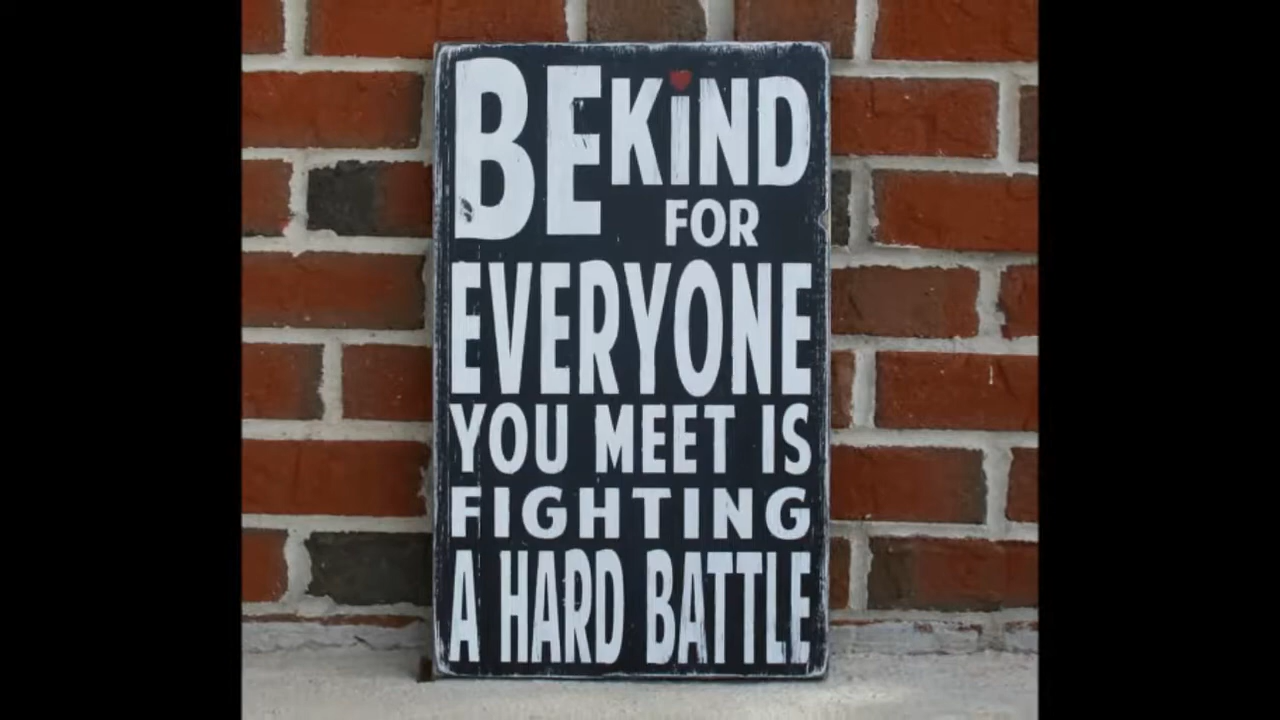 BE KiND
FOR
EVERYONE
YOU MEET IS
FIGHTING
A HARD BATTLE